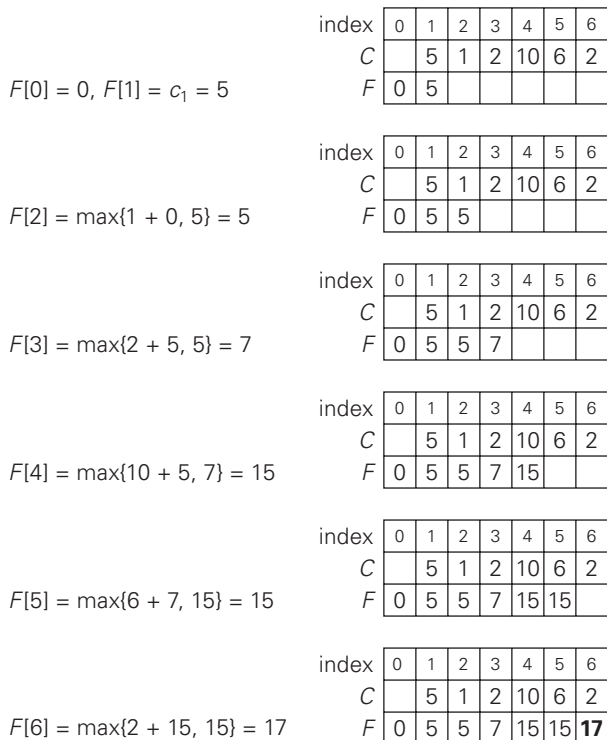 index 0 1 2 3 4 5 6
C 5 1 2 10 6 2
F[0] = 0, F[1] = c₁ = 5 F 0 5
index 0 1 2 3 4 5 6
C 5 1 2 10 6 2
F[2] = max{1 + 0, 5} = 5 F 0 5 5
index 0 1 2 3 4 5 6
C 5 1 2 10 6 2
F[3] = max{2 + 5, 5} = 7 F 0 5 5 7
index 0 1 2 3 4 5 6
C 5 1 2 10 6 2
F[4] = max{10 + 5, 7} = 15 F 0 5 5 7 15
index 0 1 2 3 4 5 6
C 5 1 2 10 6 2
F[5] = max{6 + 7, 15} = 15 F 0 5 5 7 15 15
index 0 1 2 3 4 5 6
C 5 1 2 10 6 2
F[6] = max{2 + 15, 15} = 17 F 0 5 5 7 15 15 17